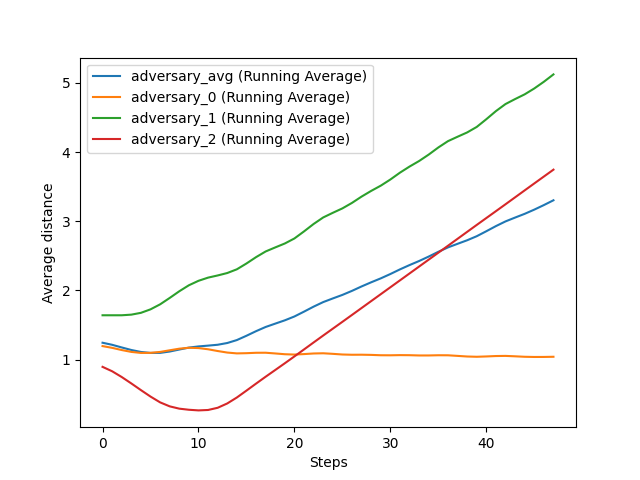 adversary_avg (Running Average)
adversary_0 (Running Average)
adversary_1 (Running Average)
adversary_2 (Running Average)
5
4
3
2
1
Average distance
0 10 20 30 40
Steps